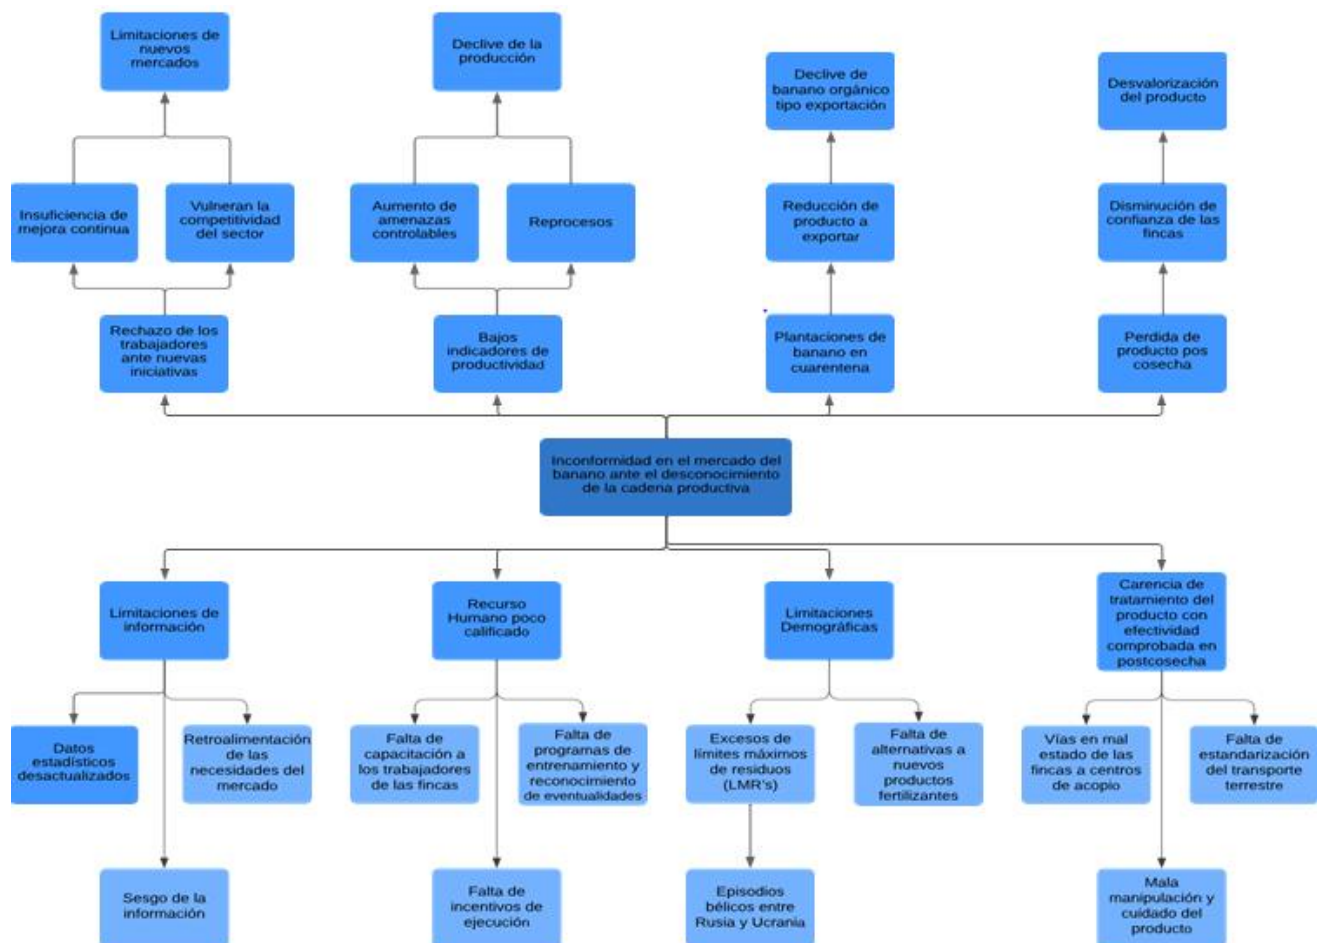 Limitaciones de
nuevos
mercados
Declive de la
producción
Declive de
banano orgánico
tipo exportación
Desvalorización
del producto
Insuficiencia de
mejora continua
Vulneran la
competitividad
del sector
Aumento de
amenazas
controlables
Reprocesos
Reducción de
producto a
exportar
Disminución de
confianza de las
fincas
Rechazo de los
trabajadores
ante nuevas
iniciativas
Bajos
indicadores de
productividad
Plantaciones de
banano en
cuarentena
Perdida de
producto pos
cosecha
Inconformidad en el mercado del
banano ante el desconocimiento
de la cadena productiva
Limitaciones de
información
Recurso
Humano poco
calificado
Limitaciones
Demográficas
Carencia de
tratamiento del
producto con
efectividad
comprobada en
postcosecha
Datos
estadísticos
desactualizados
Retroalimentación
de las
necesidades del
mercado
Falta de
capacitación a
los trabajadores
de las fincas
Falta de
programas de
entrenamiento y
reconocimiento
de eventualidades
Excesos de
límites máximos
de residuos
(LMR's)
Falta de
alternativas a
nuevos
productos
fertilizantes
Vías en mal
estado de las
fincas a centros
de acopio
Falta de
estandarización
del transporte
terrestre
Sesgo de la
información
Falta de
incentivos de
ejecución
Episodios
bélicos entre
Rusia y Ucrania
Mala
manipulación y
cuidado del
producto